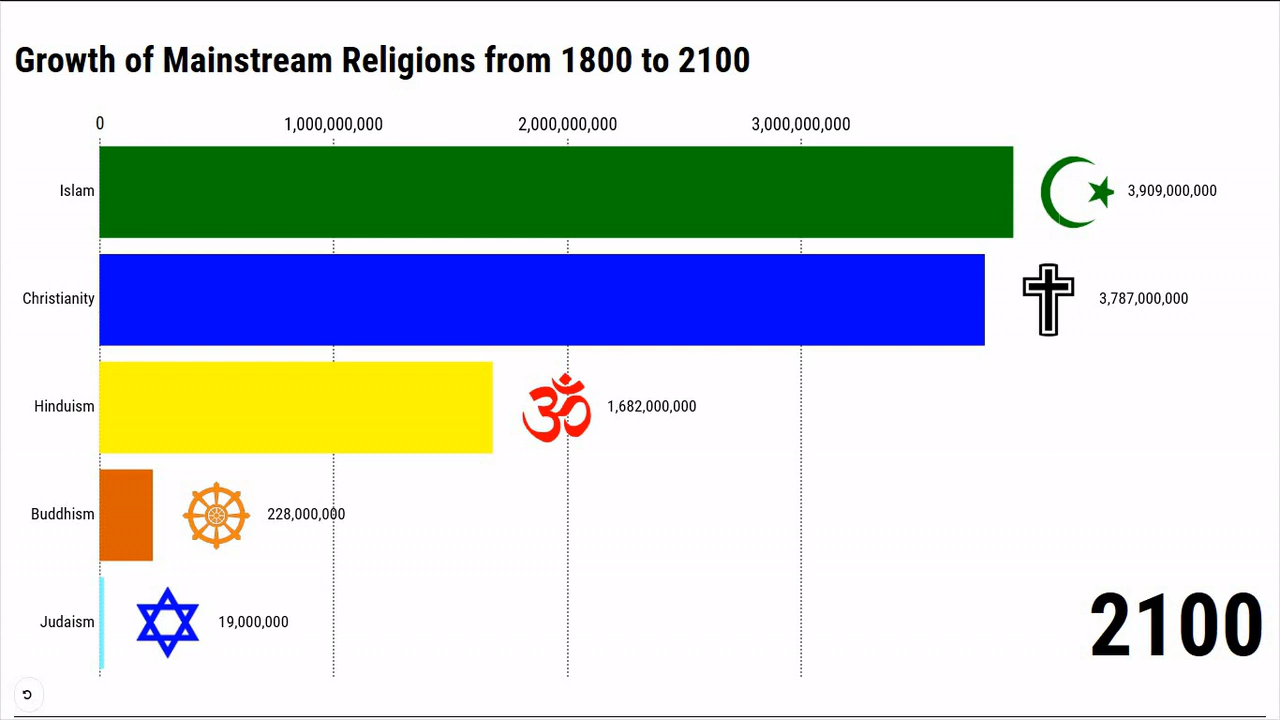 Growth of Mainstream Religions from 1800 to 2100
0 1,000,000,000 2,000,000,000 3,000,000,000
Islam 3,909,000,000
Christianity 3,787,000,000
Hinduism ॐ 1,682,000,000
Buddhism 228,000,000
Judaism 19,000,000
2100